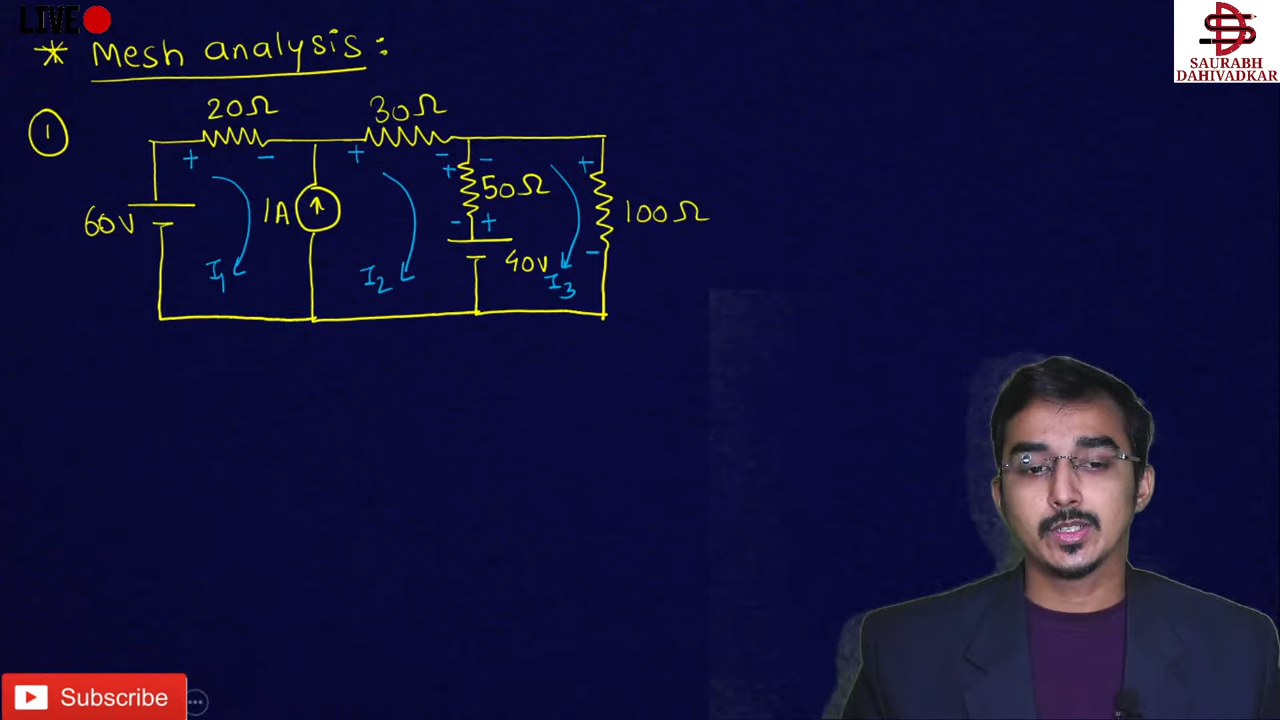 LIVE
* Mesh analysis:
SAURABH
DAHIVADKAR
1
20Ω
30Ω
+ - + - + - +
60V
1A
50Ω
100Ω
- + -
40V
I1
I2
I3
Subscribe